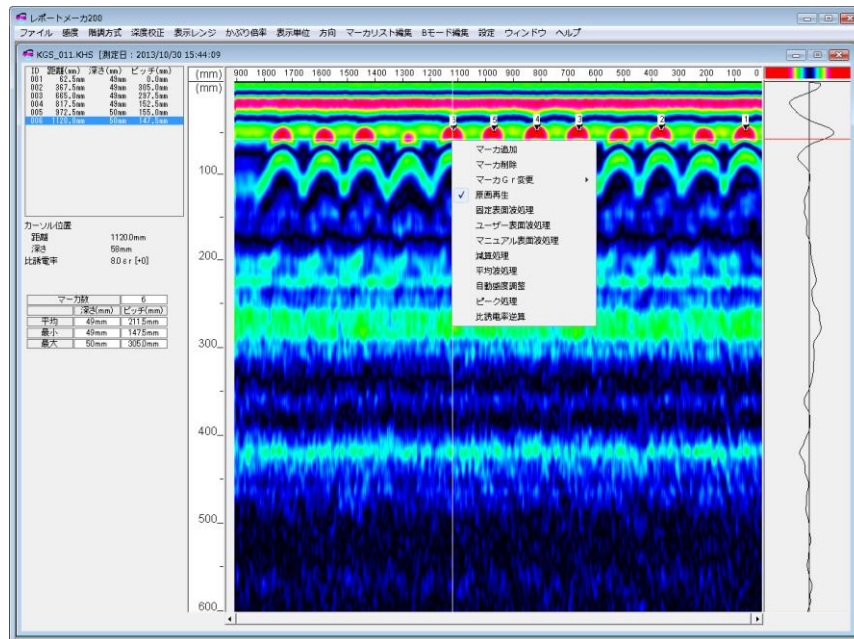 レポートメーカ200
ファイル 感度 階調方式 深度校正 表示レンジ かぶり倍率 表示単位 方向 マーカリスト編集 Bモード編集 設定 ウィンドウ ヘルプ
KGS_011.KHS [測定日：2013/10/30 15:44:09
ID 距離(mm) 深さ(mm) ピッチ(mm)
001 62.5mm 49mm 0.0mm
002 367.5mm 49mm 305.0mm
003 665.0mm 49mm 297.5mm
004 817.5mm 49mm 152.5mm
005 972.5mm 50mm 155.0mm
006 1120.0mm 50mm 147.5mm
カーソル位置
距離 1120.0mm
深さ 58mm
比誘電率 8.0εr [+0]
マーカ数 6
深さ(mm) ピッチ(mm)
平均 49mm 211.5mm
最小 49mm 147.5mm
最大 50mm 305.0mm
(mm) 900 1800 1700 1600 1500 1400 1300 1200 1100 1000 900 800 700 600 500 400 300 200 100 0
(mm)
100
200
300
400
500
600
3 5 4 3 2 1
マーカ追加
マーカ削除
マーカGr変更
原画再生
固定表面波処理
ユーザー表面波処理
マニュアル表面波処理
減算処理
平均波処理
自動感度調整
ピーク処理
比誘電率逆算